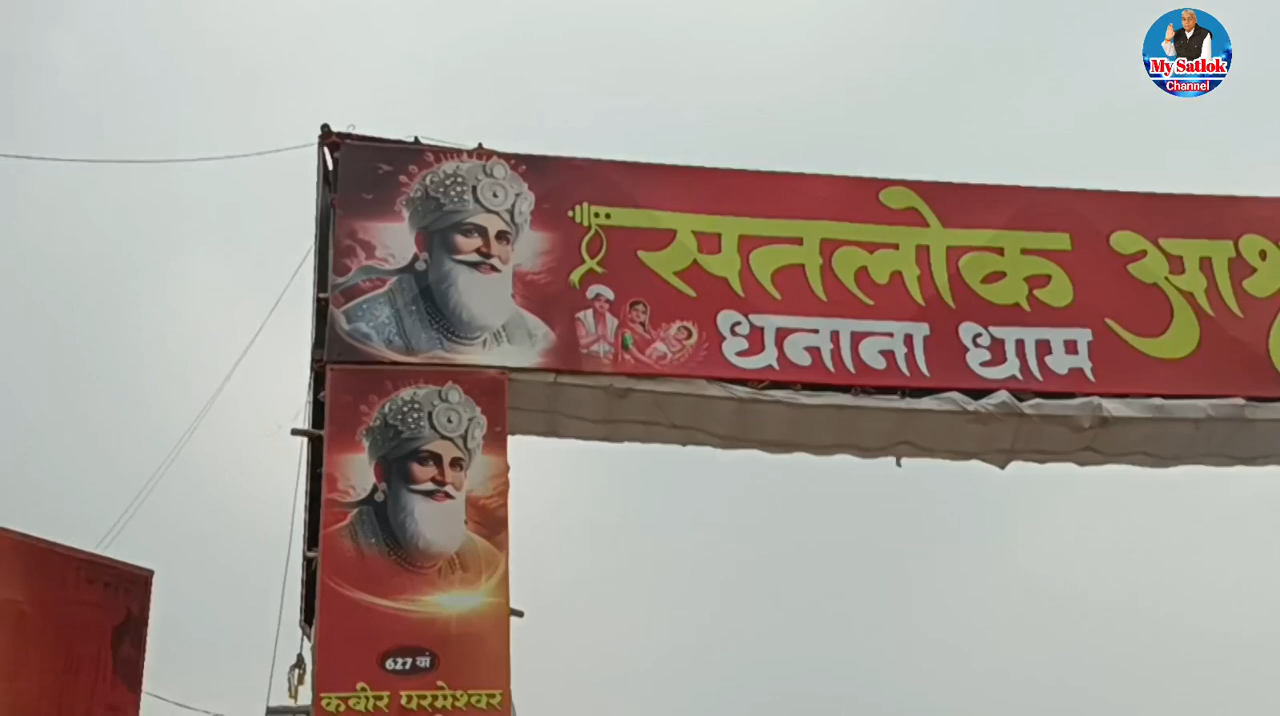 My Satlok
Channel
सतलोक
धनाना धाम
627 वां
कबीर परमेश्वर